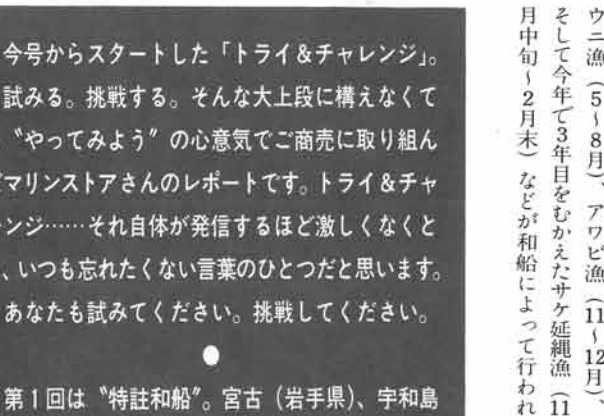 今号からスタートした「トライ&チャレンジ」。
試みる。挑戦する。そんな大上段に構えなくて
〝やってみよう〟の心意気でご商売に取り組ん
マリンストアさんのレポートです。トライ&チャ
レンジ……それ自体が発信するほど激しくなくと
、いつも忘れたくない言葉のひとつだと思います。
あなたも試みてください。挑戦してください。
●
第1回は〝特註和船〟。宮古(岩手県)、宇和島
ウニ漁(5~8月)、アワビ漁(11~12月)、
そして今年で3年目をむかえたサケ延縄漁(11
月中旬~2月末)などが和船によって行われ